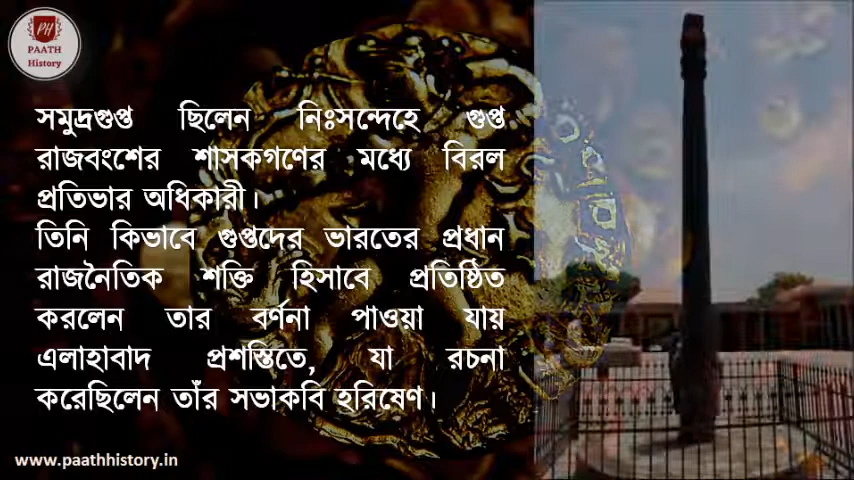 PH
PAATH
History
সমুদ্রগুপ্ত ছিলেন নিঃসন্দেহে গুপ্ত
রাজবংশের শাসকগণের মধ্যে বিরল
প্রতিভার অধিকারী।
তিনি কিভাবে গুপ্তদের ভারতের প্রধান
রাজনৈতিক শক্তি হিসাবে প্রতিষ্ঠিত
করলেন তার বর্ণনা পাওয়া যায়
এলাহাবাদ প্রশস্তিতে, যা রচনা
করেছিলেন তাঁর সভাকবি হরিষেণ।
www.paathhistory.in